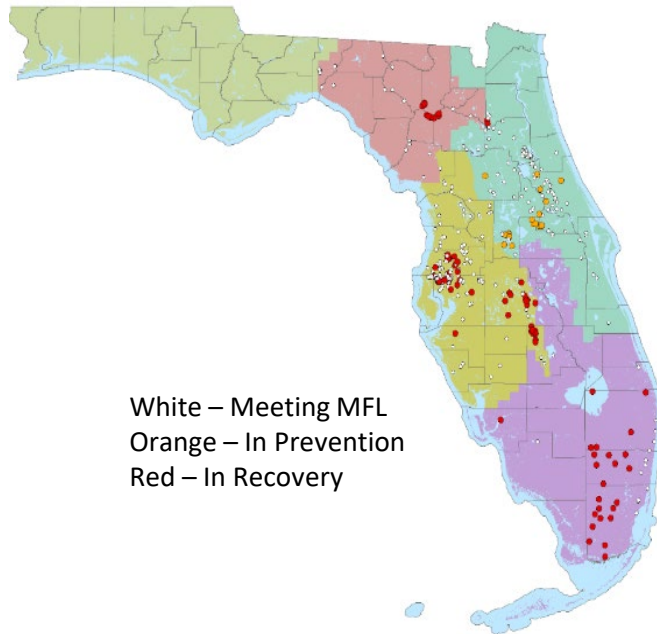 White – Meeting MFL
Orange – In Prevention
Red – In Recovery